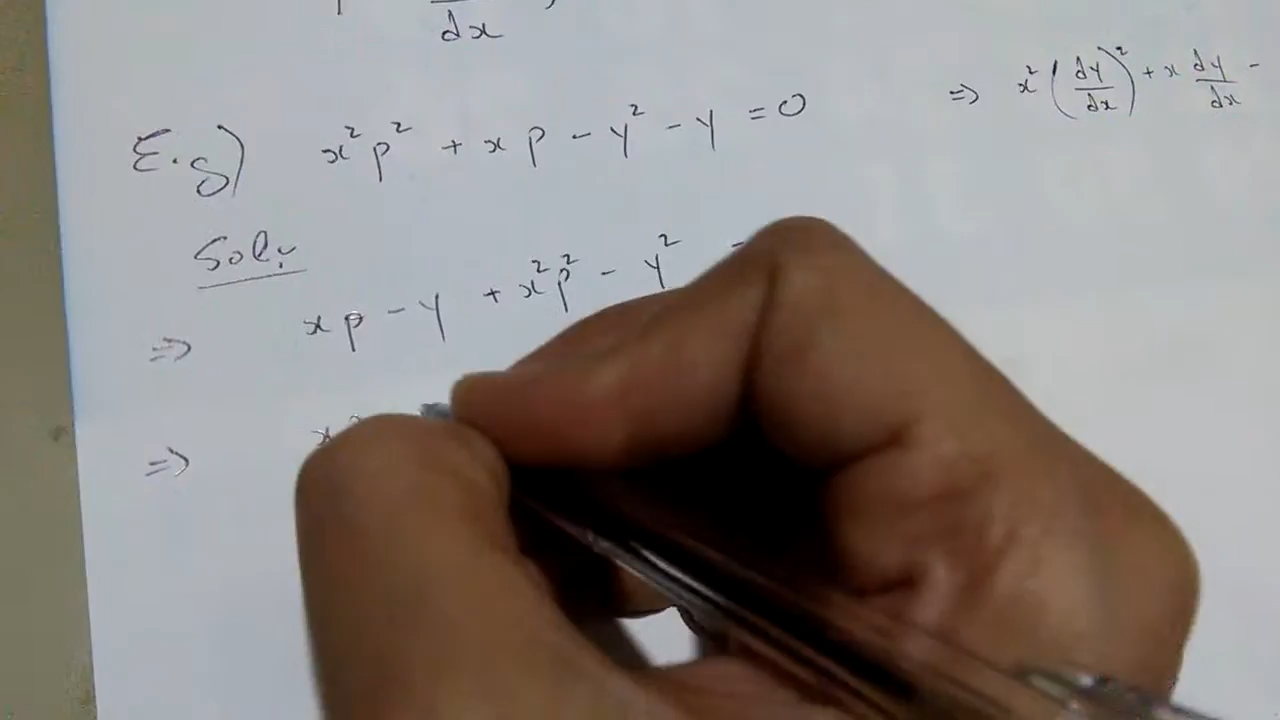 dx
⇒ x² (dy/dx)² + x dy/dx -
E.g) x²p² + xp - y² - y = 0
Sol:
⇒ xp - y + x²p² - y²
⇒ x